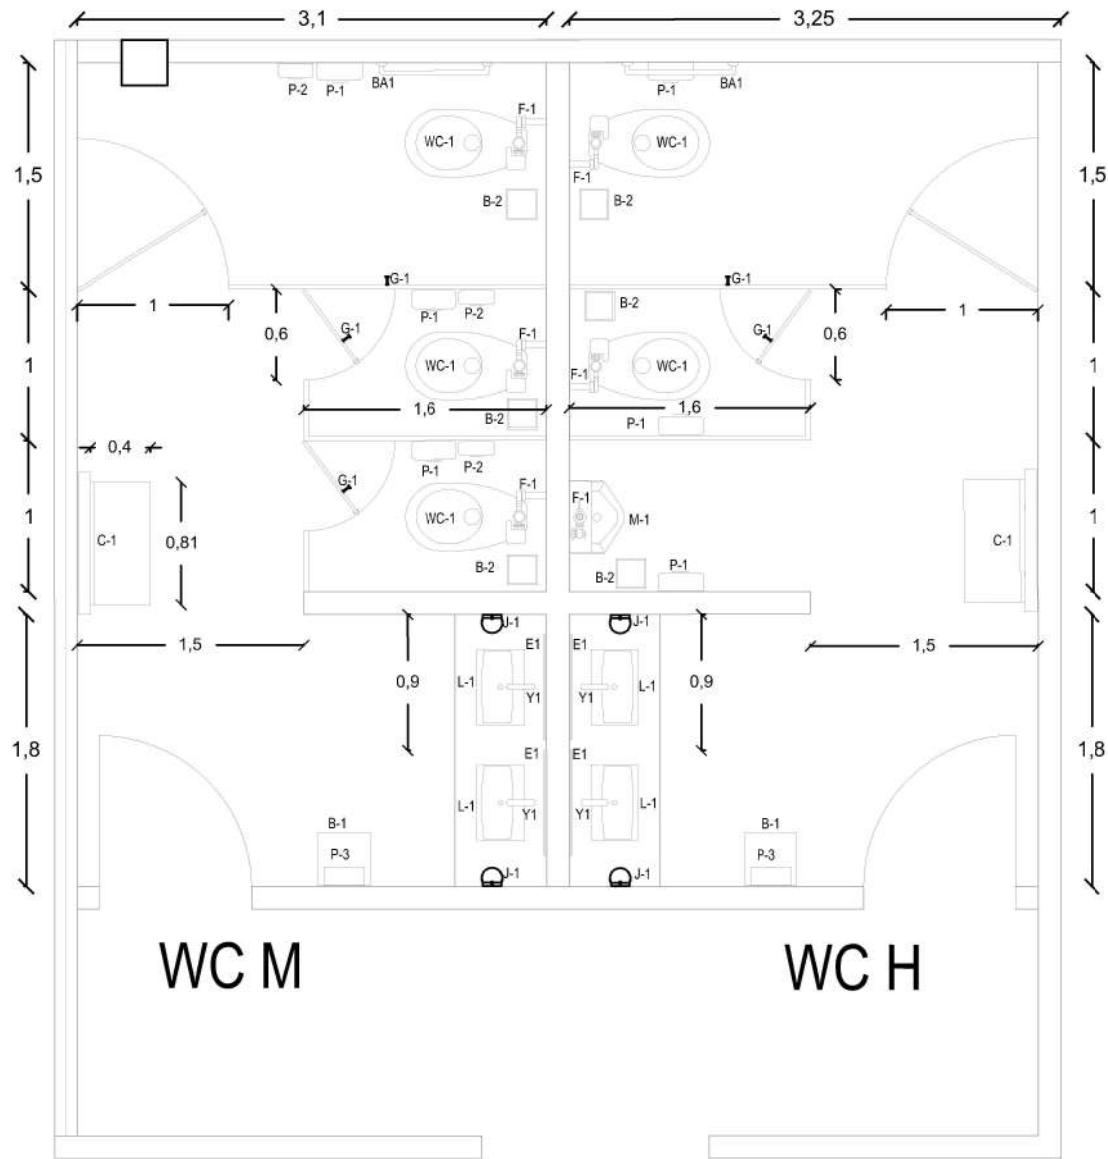 3,1
3,25
P-2
P-1
BA1
P-1
BA1
F-1
WC-1
WC-1
1,5
1,5
F-1
B-2
B-2
G-1
G-1
1
B-2
1
P-1
P-2
0,6
G-1
F-1
G-1
0,6
1
WC-1
WC-1
1
F-1
1,6
1,6
B-2
P-1
0,4
P-1
P-2
G-1
F-1
F-1
1
WC-1
M-1
1
C-1
0,81
C-1
B-2
B-2
P-1
J-1
J-1
1,5
E1
E1
1,5
0,9
L-1
L-1
0,9
Y1
Y1
1,8
E1
E1
1,8
L-1
Y1
Y1
L-1
B-1
B-1
P-3
P-3
J-1
J-1
WC M
WC H